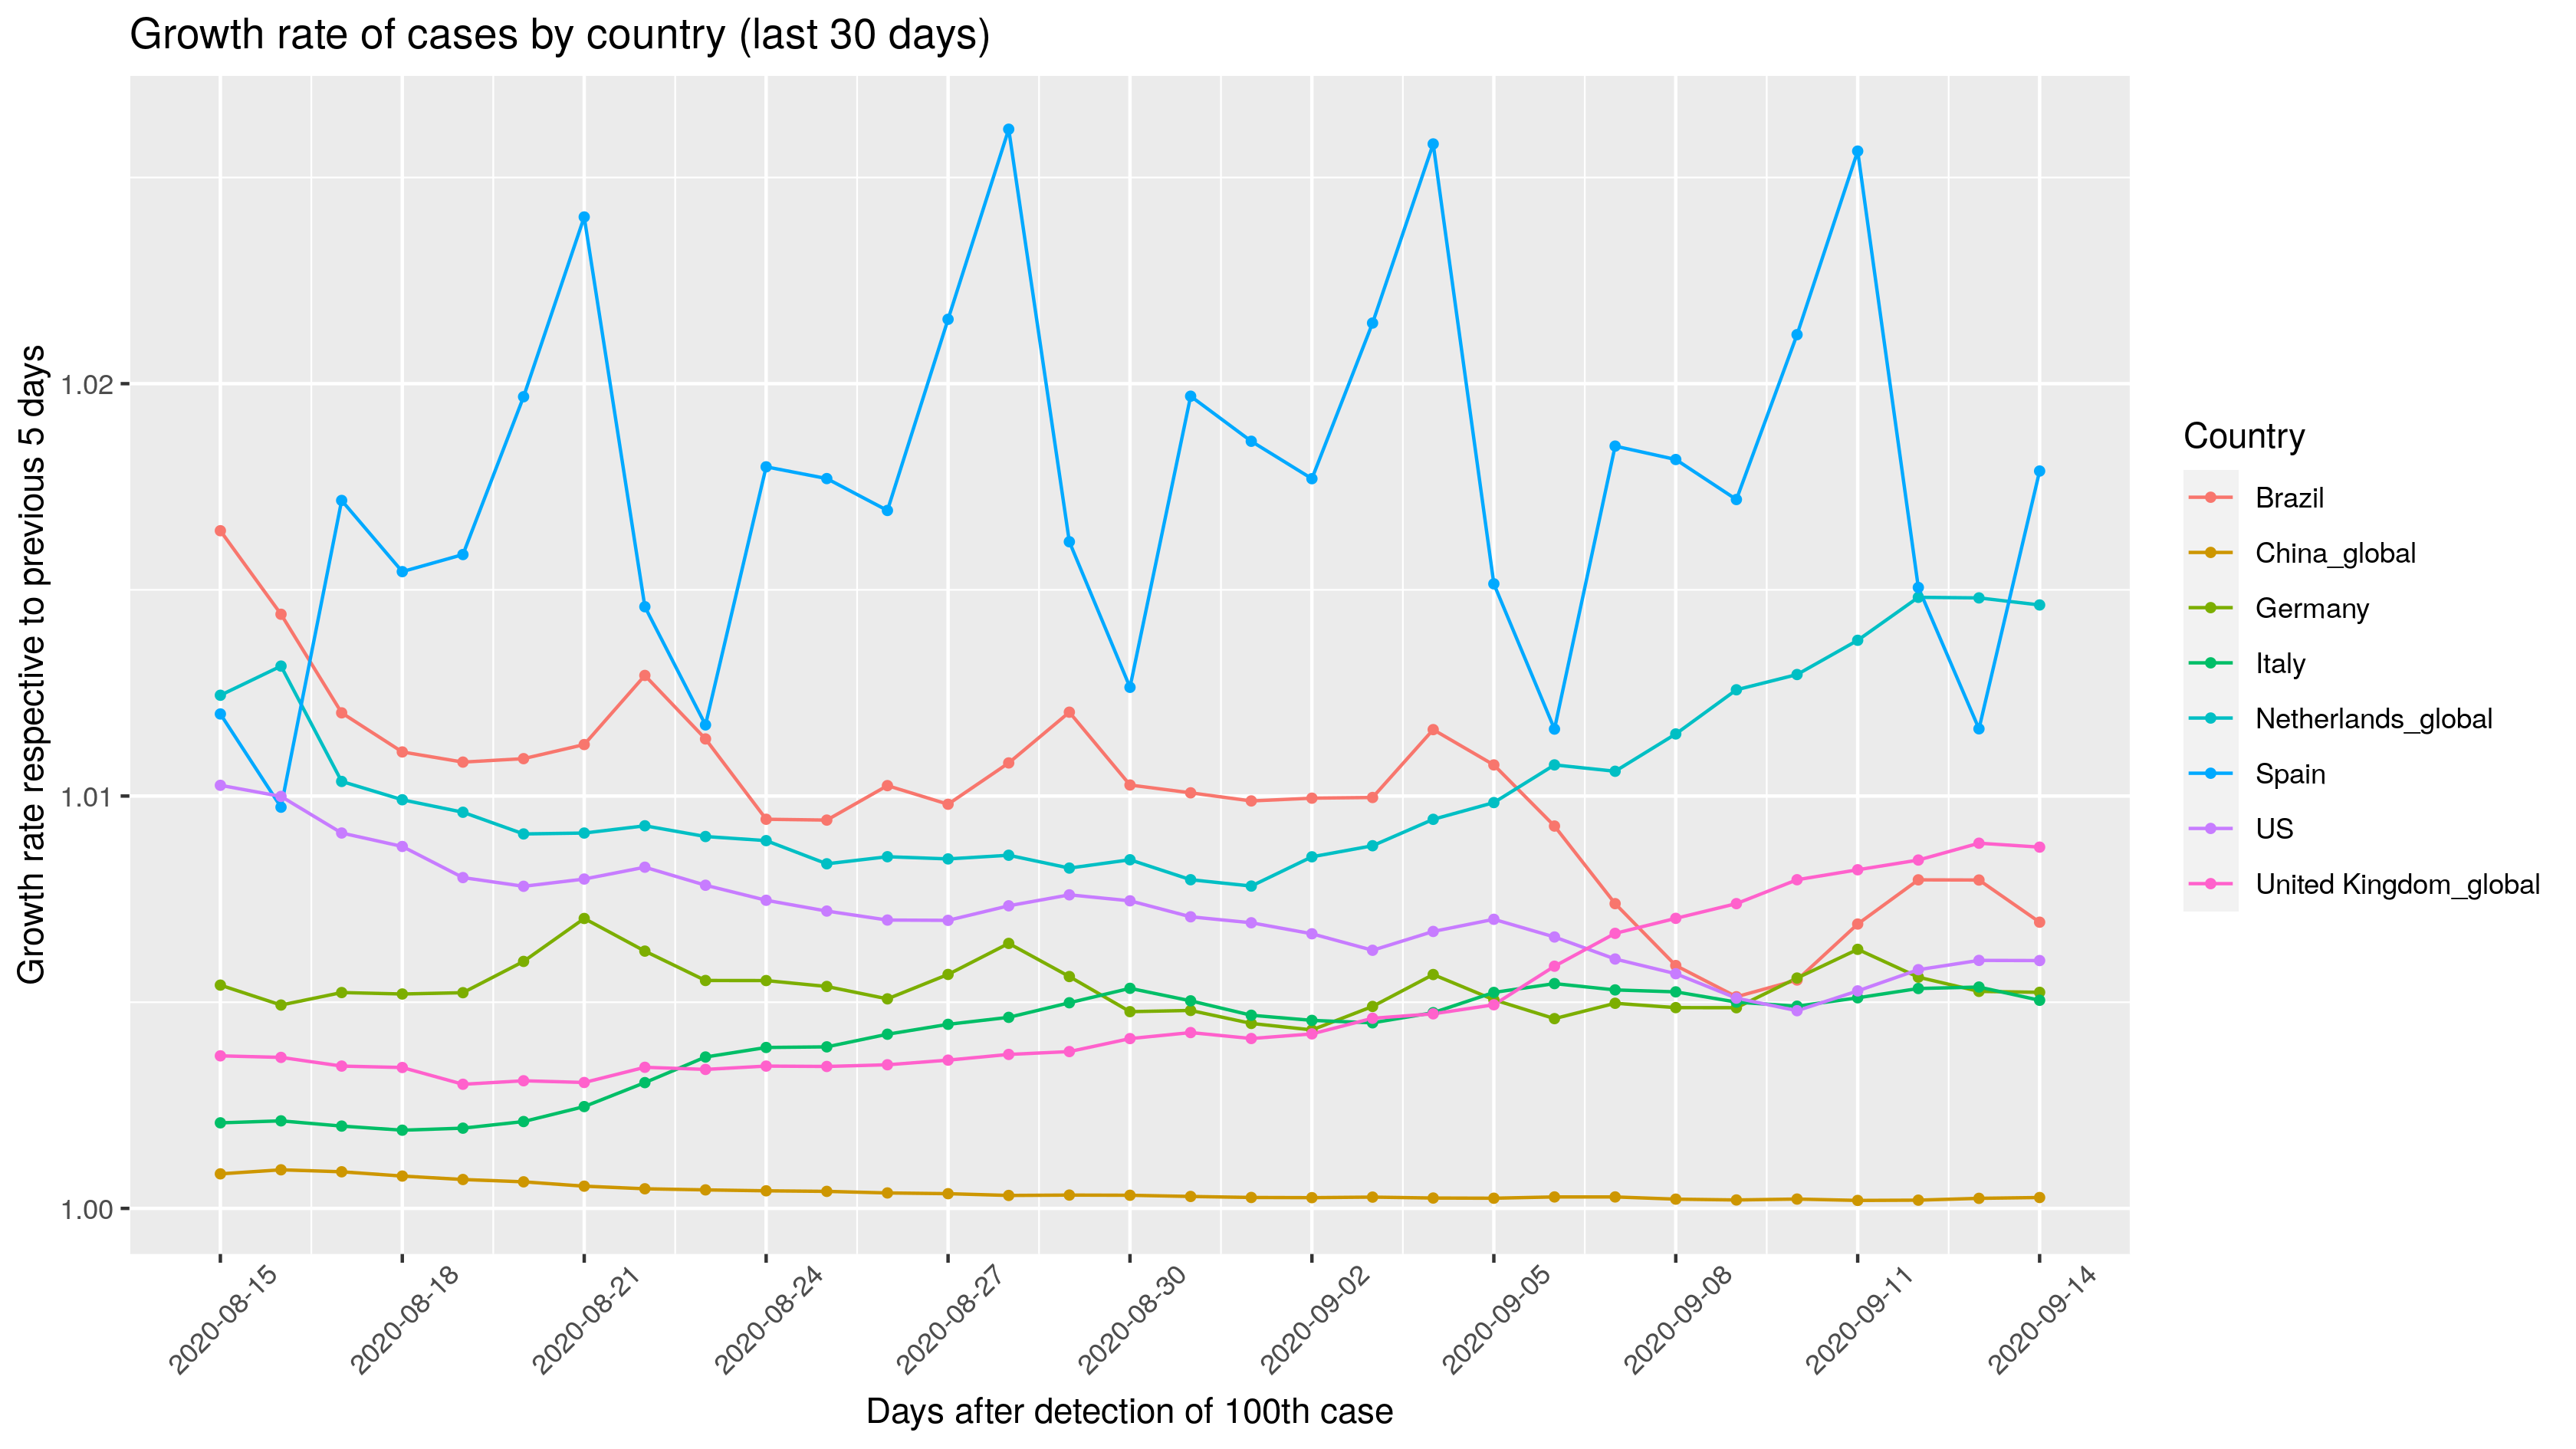 Growth rate of cases by country (last 30 days)
Growth rate respective to previous 5 days
1.02
1.01
1.00
2020-08-15
2020-08-18
2020-08-21
2020-08-24
2020-08-27
2020-08-30
2020-09-02
2020-09-05
2020-09-08
2020-09-11
2020-09-14
Days after detection of 100th case
Country
Brazil
China_global
Germany
Italy
Netherlands_global
Spain
US
United Kingdom_global